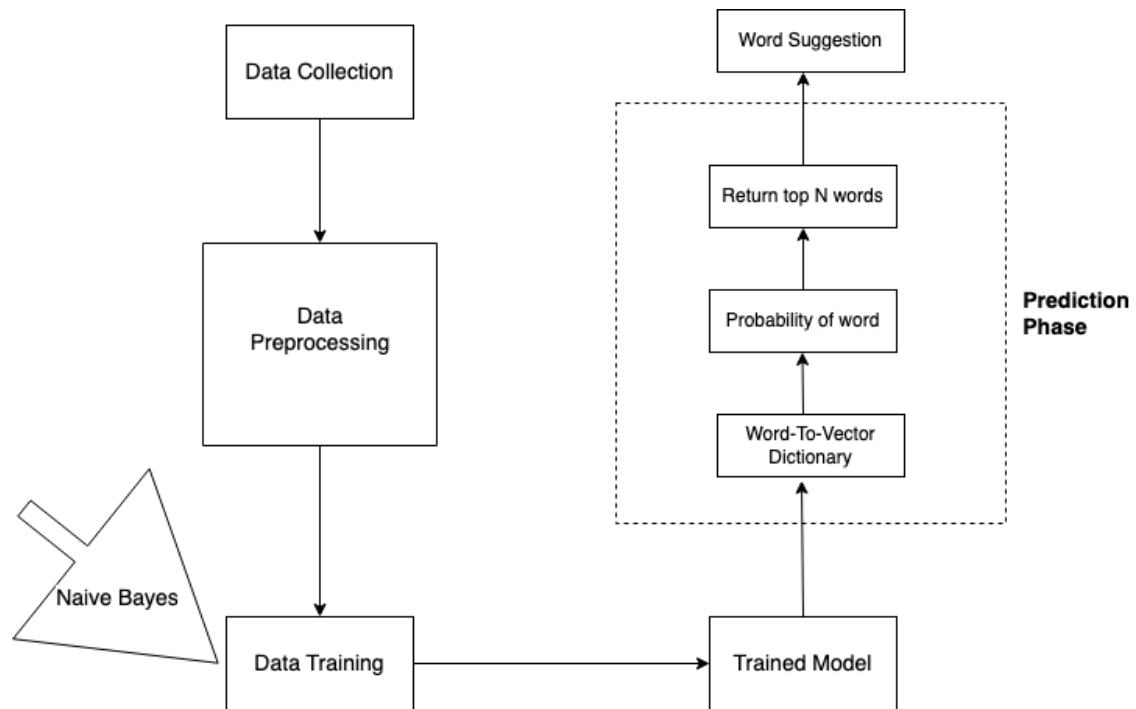 Data Collection
Data
Preprocessing
Naive Bayes
Data Training
Trained Model
Word-To-Vector
Dictionary
Probability of word
Return top N words
Word Suggestion
Prediction
Phase